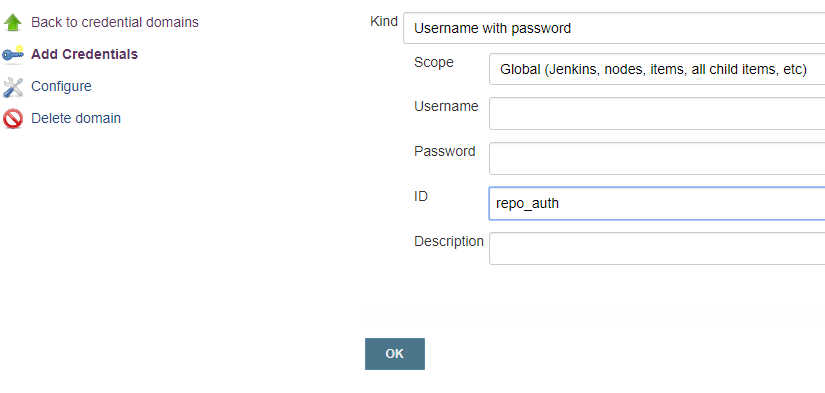 Back to credential domains
Add Credentials
Configure
Delete domain
Kind Username with password
Scope Global (Jenkins, nodes, items, all child items, etc)
Username
Password
ID repo_auth
Description
OK